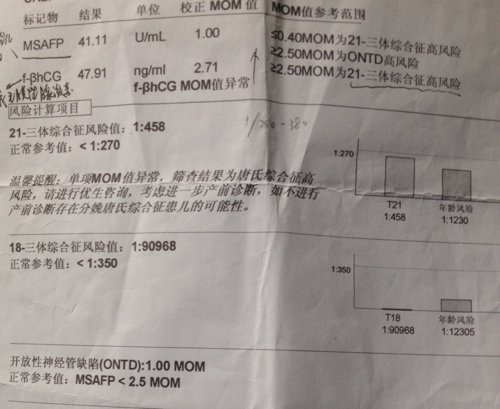 标记物 结果 单位 校正 MOM 值 MOM值参考范围
MSAFP 41.11 U/mL 1.00 ≤0.40MOM为21-三体综合征高风险
≥2.50MOM为ONTD高风险
f-βhCG 47.91 ng/ml 2.71 ≥2.50MOM为21-三体综合征高风险
f-βhCG MOM值异常
风险计算项目
21-三体综合征风险值: 1:458
正常参考值: < 1:270
1/250-380
温馨提醒: 单项MOM值异常, 筛查结果为唐氏综合征高
风险, 请进行优生咨询, 考虑进一步产前诊断, 如不进行
产前诊断存在分娩唐氏综合征患儿的可能性。
1:270
T21 年龄风险
1:458 1:1230
18-三体综合征风险值: 1:90968
正常参考值: < 1:350
1:350
T18 年龄风险
1:90968 1:12305
开放性神经管缺陷(ONTD):1.00 MOM
正常参考值: MSAFP < 2.5 MOM